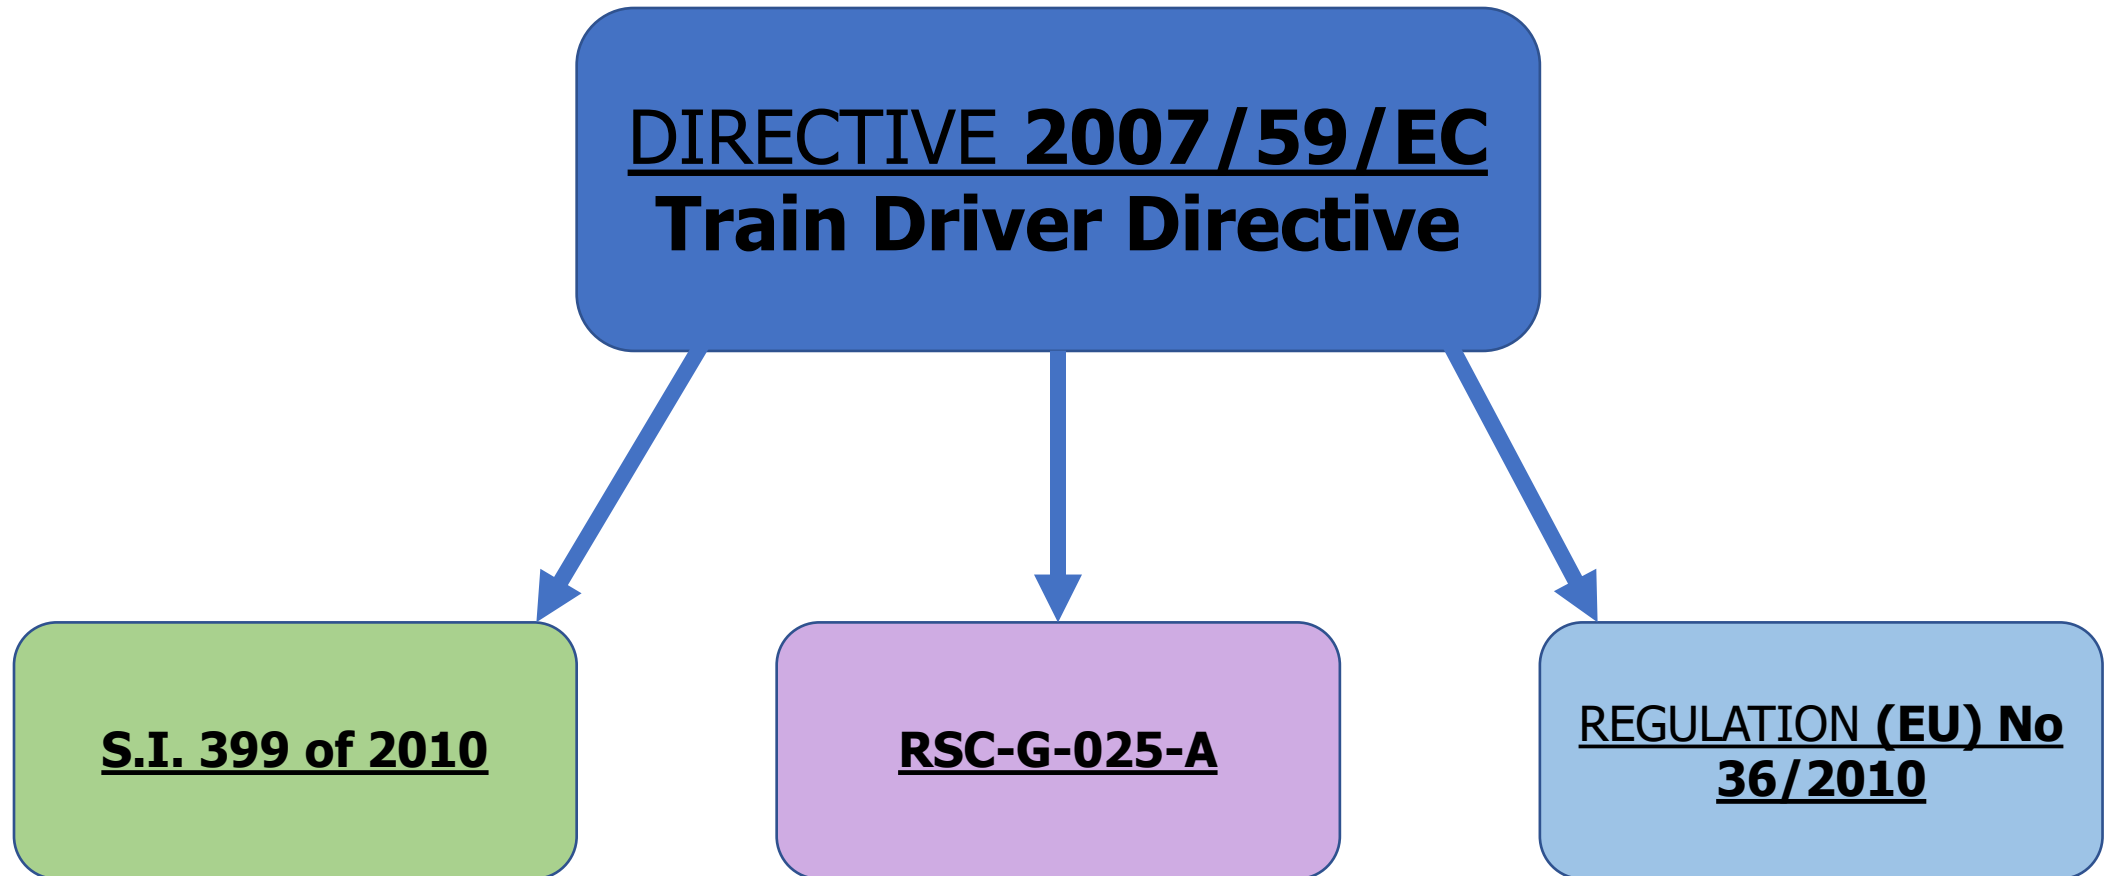 DIRECTIVE 2007/59/EC
Train Driver Directive
S.I. 399 of 2010
RSC-G-025-A
REGULATION (EU) No
36/2010